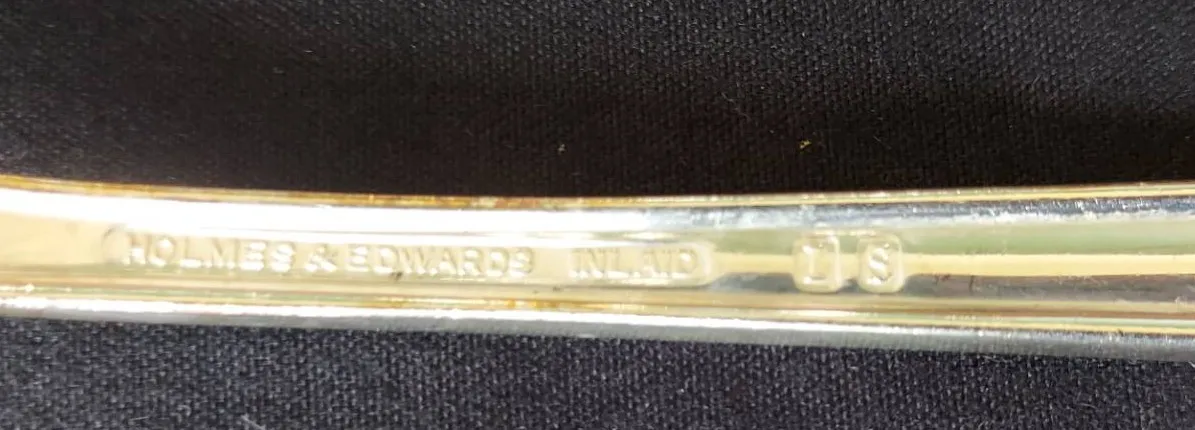 HOLMES & EDWARDS INLAID I S